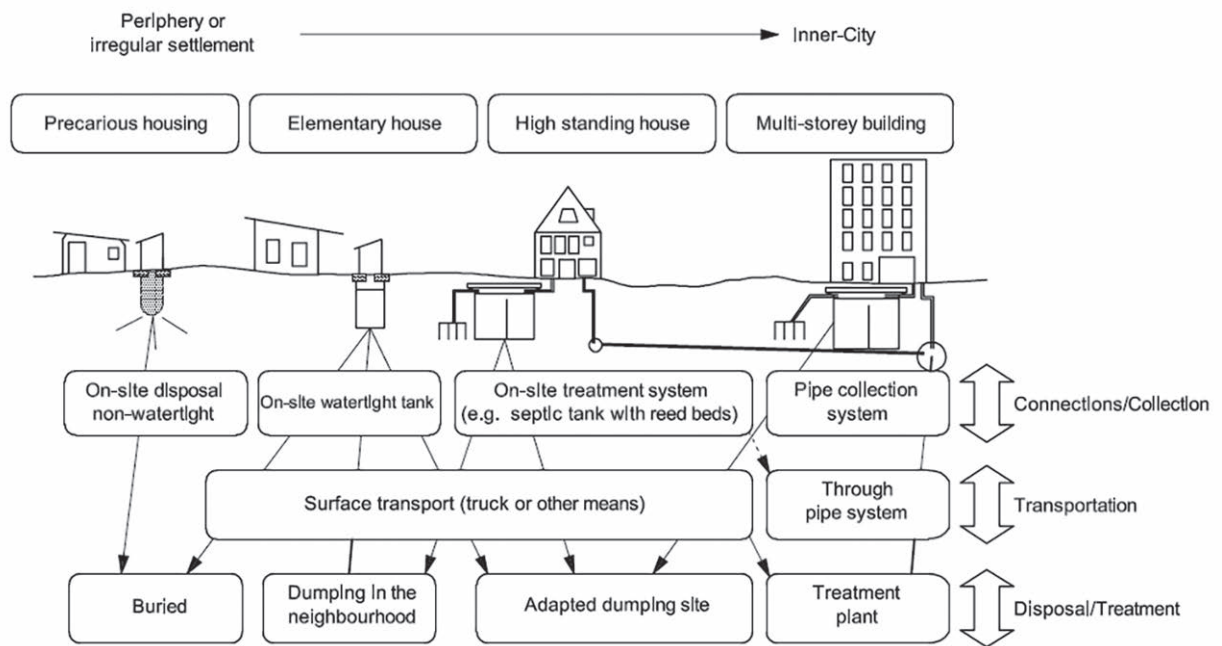 Periphery or
irregular settlement
Inner-City
Precarious housing
Elementary house
High standing house
Multi-storey building
On-site disposal
non-watertight
On-site watertight tank
On-site treatment system
(e.g. septic tank with reed beds)
Pipe collection
system
Connections/Collection
Surface transport (truck or other means)
Through
pipe system
Transportation
Buried
Dumping in the
neighbourhood
Adapted dumping site
Treatment
plant
Disposal/Treatment